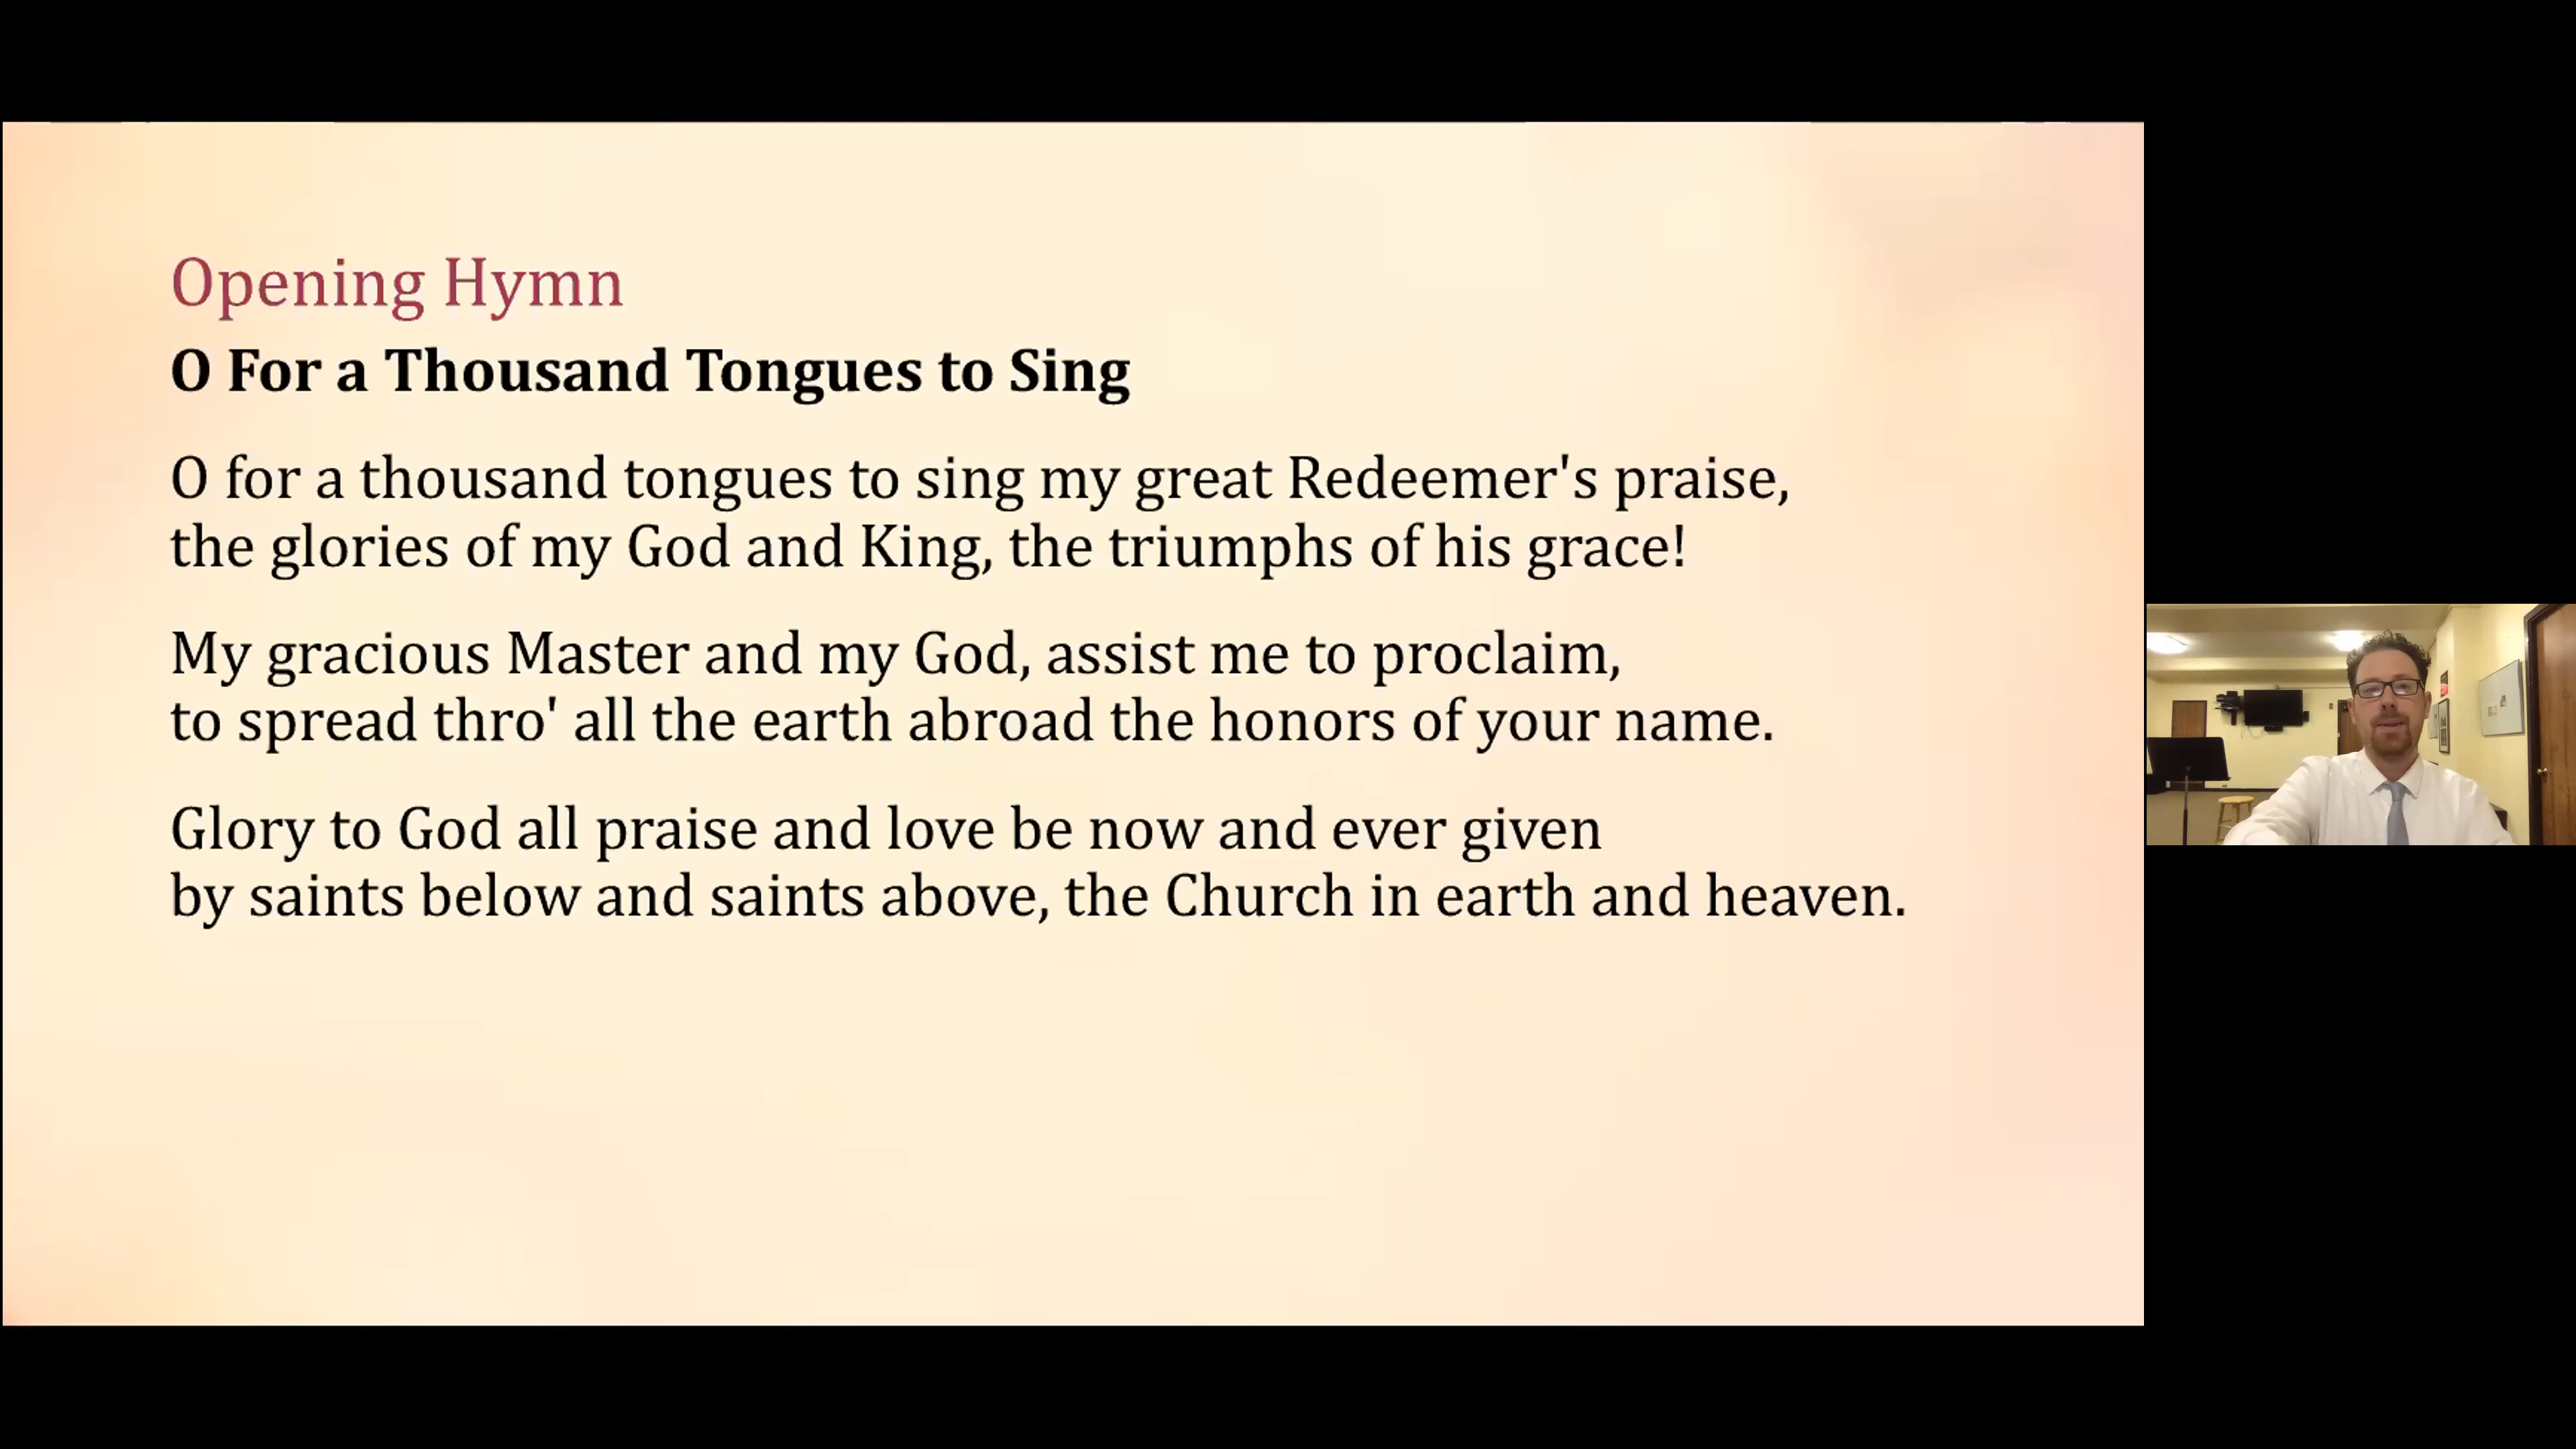 Opening Hymn
O For a Thousand Tongues to Sing
O for a thousand tongues to sing my great Redeemer's praise,
the glories of my God and King, the triumphs of his grace!
My gracious Master and my God, assist me to proclaim,
to spread thro' all the earth abroad the honors of your name.
Glory to God all praise and love be now and ever given
by saints below and saints above, the Church in earth and heaven.